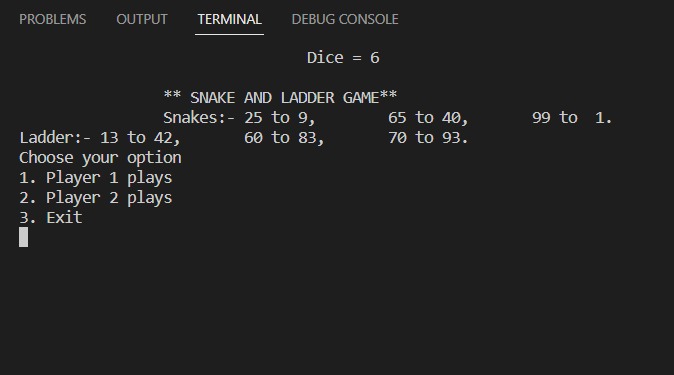 PROBLEMS OUTPUT TERMINAL DEBUG CONSOLE
Dice = 6
** SNAKE AND LADDER GAME**
Snakes:- 25 to 9, 65 to 40, 99 to 1.
Ladder:- 13 to 42, 60 to 83, 70 to 93.
Choose your option
1. Player 1 plays
2. Player 2 plays
3. Exit